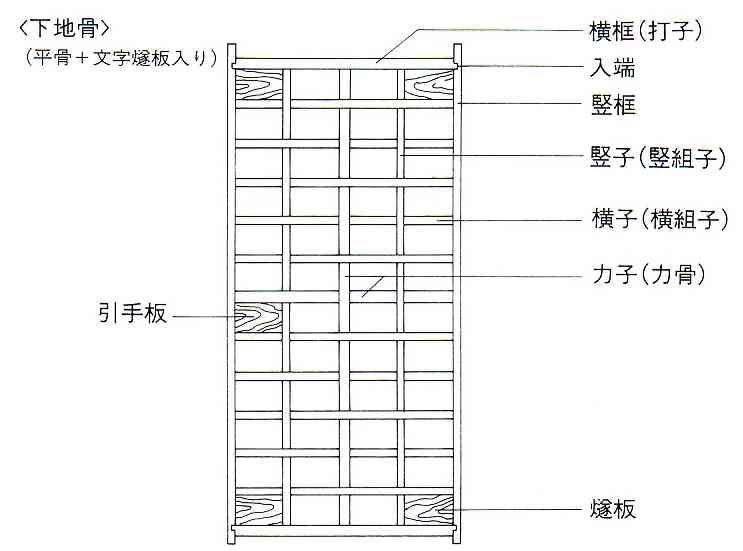 〈下地骨〉
（平骨＋文字燧板入り）
横框（打子）
入端
竪框
竪子（竪組子）
横子（横組子）
力子（力骨）
引手板
燧板